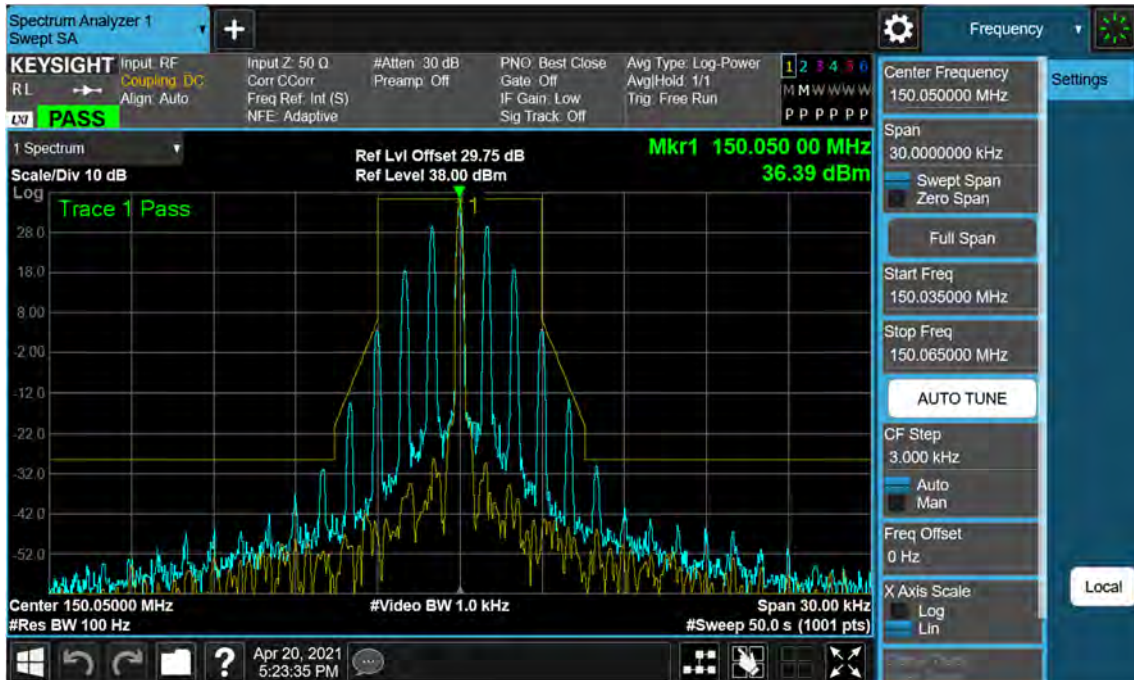 Spectrum Analyzer 1
Swept SA
+
Frequency
KEYSIGHT
RL
LXI
PASS
Input: RF
Coupling: DC
Align: Auto
Input Z: 50 Ω
Corr CCorr
Freq Ref: Int (S)
NFE: Adaptive
#Atten: 30 dB
Preamp: Off
PNO: Best Close
Gate: Off
IF Gain: Low
Sig Track: Off
Avg Type: Log-Power
Avg|Hold: 1/1
Trig: Free Run
1 2 3 4 5 6
M M W W W W
P P P P P P
1 Spectrum
Scale/Div 10 dB
Ref Lvl Offset 29.75 dB
Ref Level 38.00 dBm
Mkr1 150.050 00 MHz
36.39 dBm
Log
Trace 1 Pass
1
28.0
18.0
8.00
-2.00
-12.0
-22.0
-32.0
-42.0
-52.0
Center 150.05000 MHz
#Video BW 1.0 kHz
Span 30.00 kHz
#Res BW 100 Hz
#Sweep 50.0 s (1001 pts)
Center Frequency
150.050000 MHz
Settings
Span
30.0000000 kHz
Swept Span
Zero Span
Full Span
Start Freq
150.035000 MHz
Stop Freq
150.065000 MHz
AUTO TUNE
CF Step
3.000 kHz
Auto
Man
Freq Offset
0 Hz
X Axis Scale
Log
Lin
Local
?
Apr 20, 2021
5:23:35 PM